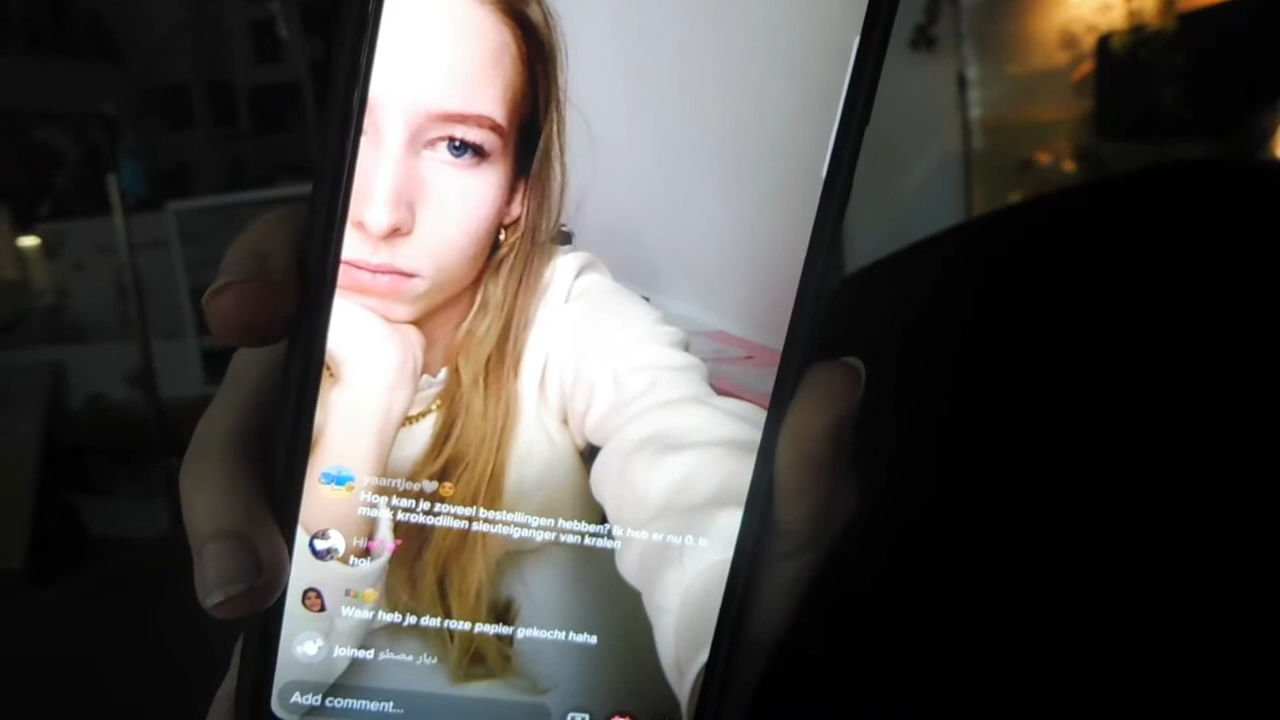 yaarrtjee🤍😍
Hoe kan je zoveel bestellingen hebben? Ik heb er nu 0. Ik
maak krokodillen sleutelganger van kralen
Hi💕💕
hoi
Waar heb je dat roze papier gekocht haha
joined ديار مصطو
Add comment...